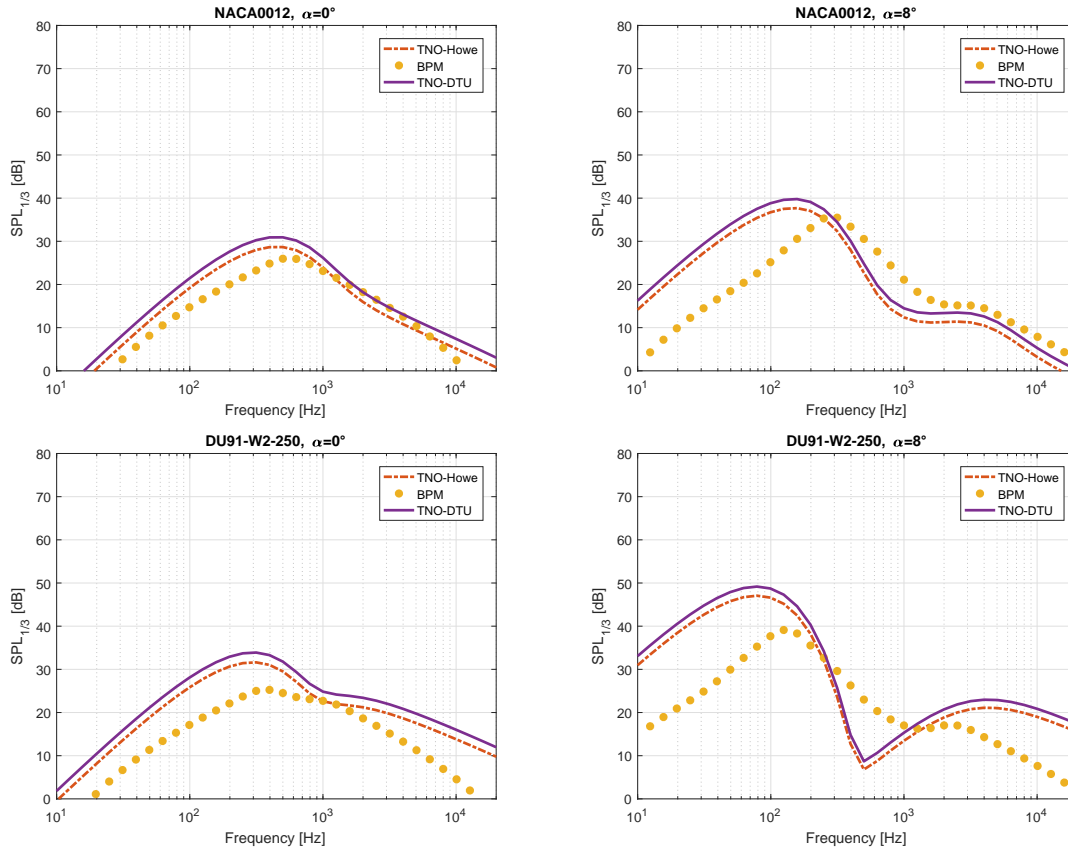 NACA0012, α=0°
80
70
60
50
40
30
20
10
0
SPL1/3 [dB]
TNO-Howe
BPM
TNO-DTU
10^1
10^2
10^3
10^4
Frequency [Hz]
NACA0012, α=8°
80
70
60
50
40
30
20
10
0
SPL1/3 [dB]
TNO-Howe
BPM
TNO-DTU
10^1
10^2
10^3
10^4
Frequency [Hz]
DU91-W2-250, α=0°
80
70
60
50
40
30
20
10
0
SPL1/3 [dB]
TNO-Howe
BPM
TNO-DTU
10^1
10^2
10^3
10^4
Frequency [Hz]
DU91-W2-250, α=8°
80
70
60
50
40
30
20
10
0
SPL1/3 [dB]
TNO-Howe
BPM
TNO-DTU
10^1
10^2
10^3
10^4
Frequency [Hz]